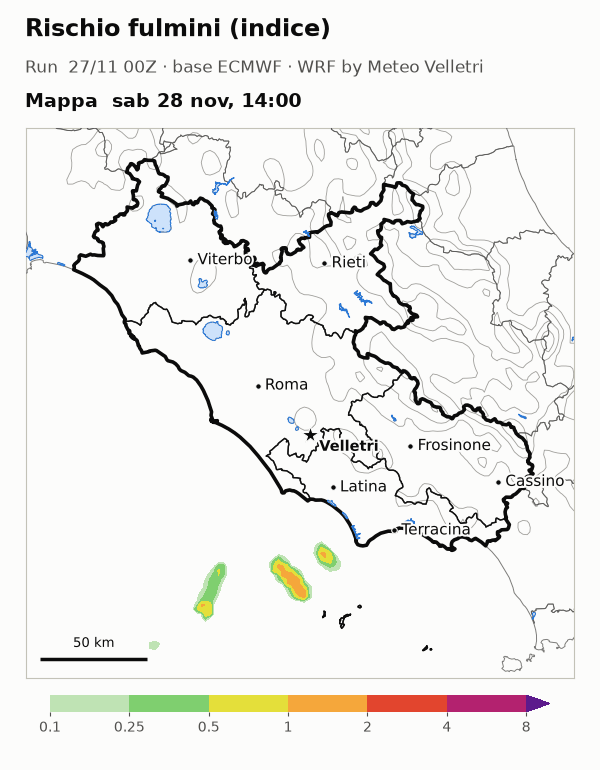 Rischio fulmini (indice)
Run  27/11 00Z · base ECMWF · WRF by Meteo Velletri
Mappa  sab 28 nov, 14:00
Viterbo
Rieti
Roma
Velletri
Frosinone
Latina
Cassino
Terracina
50 km
0.1 0.25 0.5 1 2 4 8